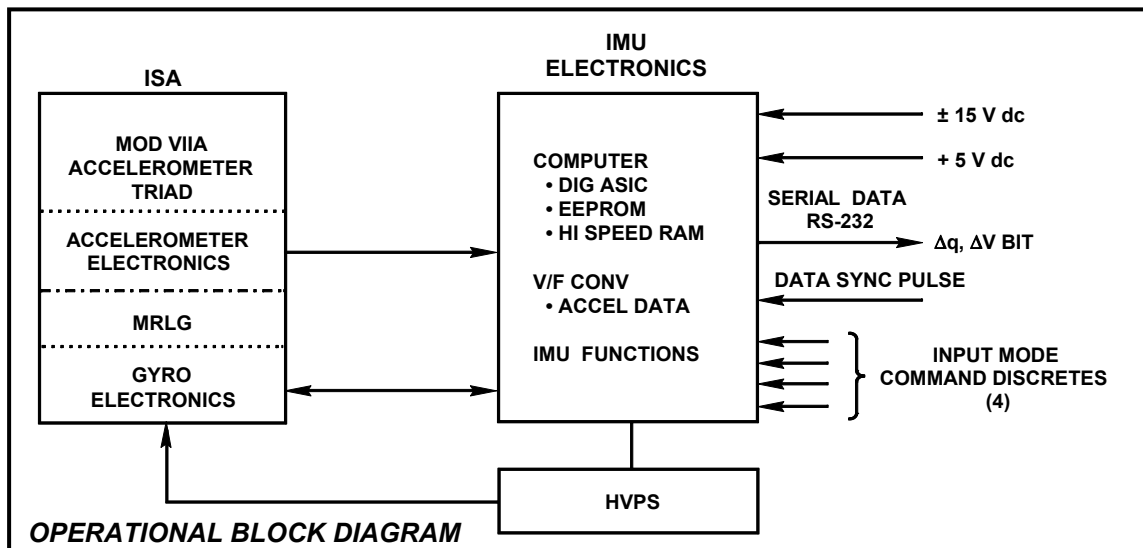 ISA
MOD VIIA
ACCELEROMETER
TRIAD
ACCELEROMETER
ELECTRONICS
MRLG
GYRO
ELECTRONICS
IMU
ELECTRONICS
COMPUTER
• DIG ASIC
• EEPROM
• HI SPEED RAM
V/F CONV
• ACCEL DATA
IMU FUNCTIONS
± 15 V dc
+ 5 V dc
SERIAL DATA
RS-232
Δq, ΔV BIT
DATA SYNC PULSE
INPUT MODE
COMMAND DISCRETES
(4)
HVPS
OPERATIONAL BLOCK DIAGRAM